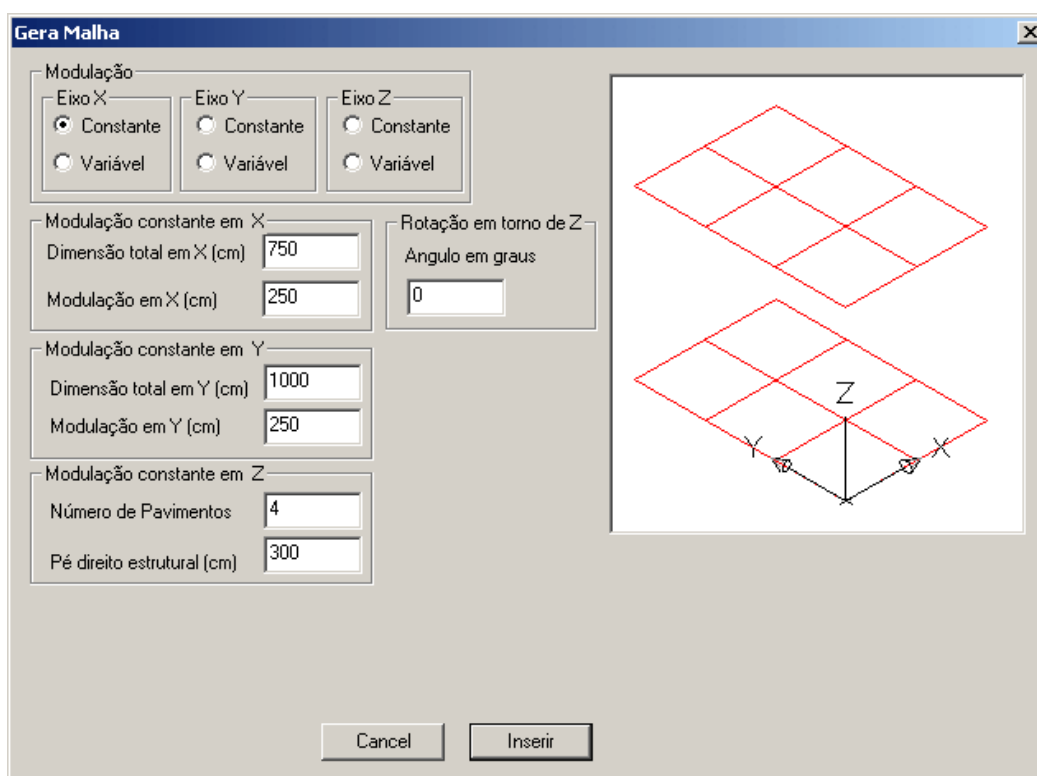 Gera Malha
Modulação
Eixo X
Constante
Variável
Eixo Y
Constante
Variável
Eixo Z
Constante
Variável
Modulação constante em X
Dimensão total em X (cm) 750
Modulação em X (cm) 250
Rotação em torno de Z
Angulo em graus
0
Modulação constante em Y
Dimensão total em Y (cm) 1000
Modulação em Y (cm) 250
Modulação constante em Z
Número de Pavimentos 4
Pé direito estrutural (cm) 300
Z
Y X
Cancel Inserir